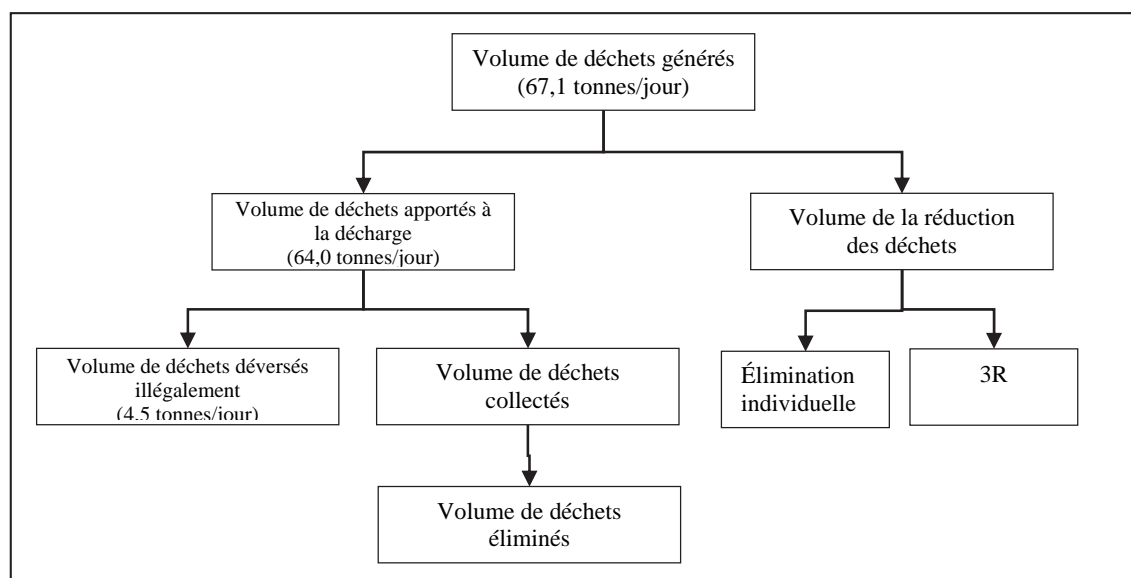 Volume de déchets générés
(67,1 tonnes/jour)
Volume de déchets apportés à
la décharge
(64,0 tonnes/jour)
Volume de la réduction
des déchets
Volume de déchets déversés
illégalement
(4,5 tonnes/jour)
Volume de déchets
collectés
Élimination
individuelle
3R
Volume de déchets
éliminés